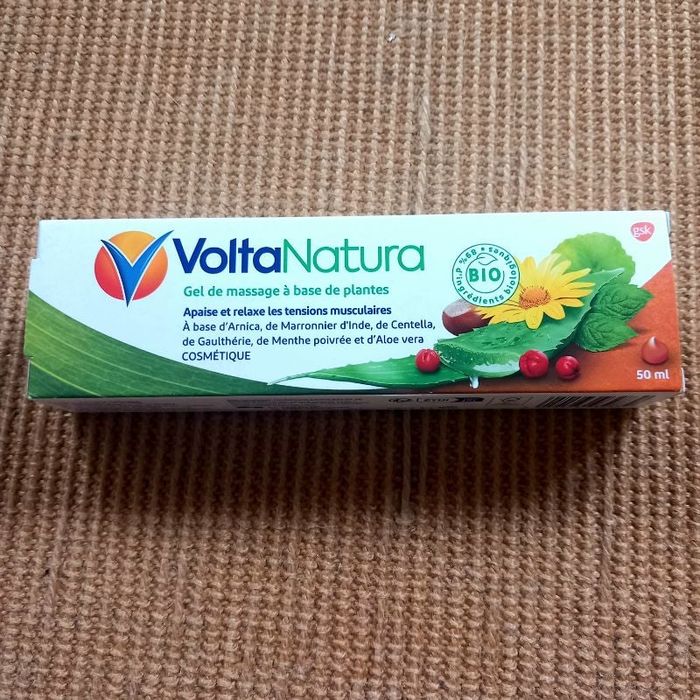 VoltaNatura
Gel de massage à base de plantes
Apaise et relaxe les tensions musculaires
À base d'Arnica, de Marronnier d'Inde, de Centella,
de Gaulthérie, de Menthe poivrée et d'Aloe vera
COSMÉTIQUE
BIO
89% d'ingrédients biologiques
gsk
50 ml